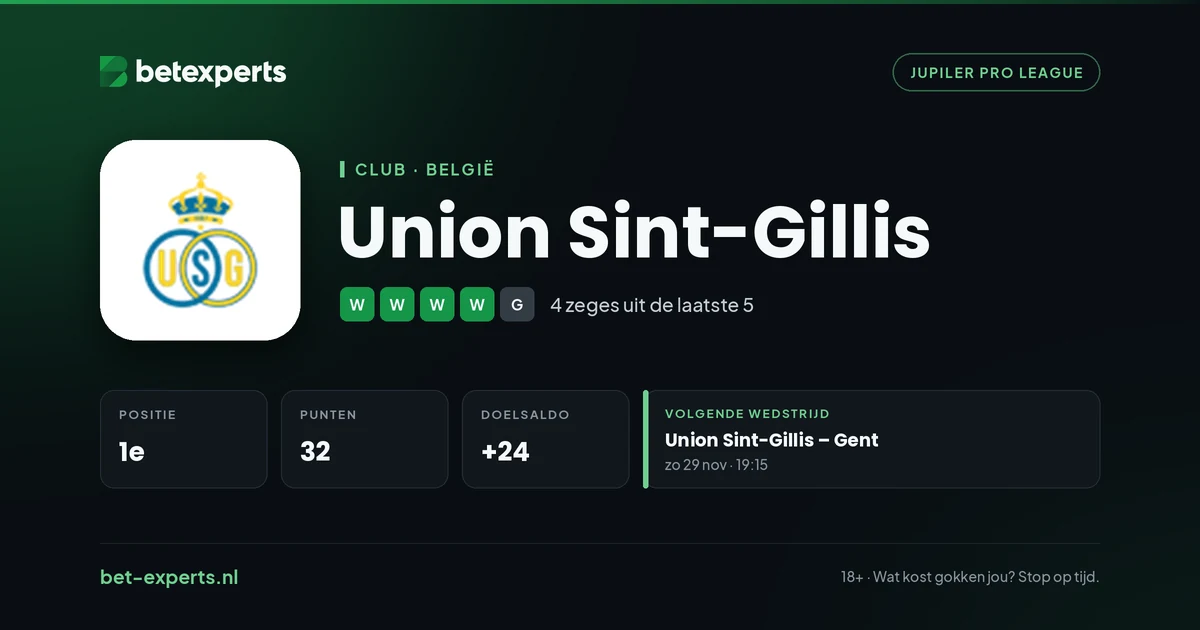 betexperts
JUPILER PRO LEAGUE
CLUB · BELGIË
USG
Union Sint-Gillis
W W W W G 4 zeges uit de laatste 5
POSITIE
1e
PUNTEN
32
DOELSALDO
+24
VOLGENDE WEDSTRIJD
Union Sint-Gillis – Gent
zo 29 nov · 19:15
bet-experts.nl
18+ · Wat kost gokken jou? Stop op tijd.